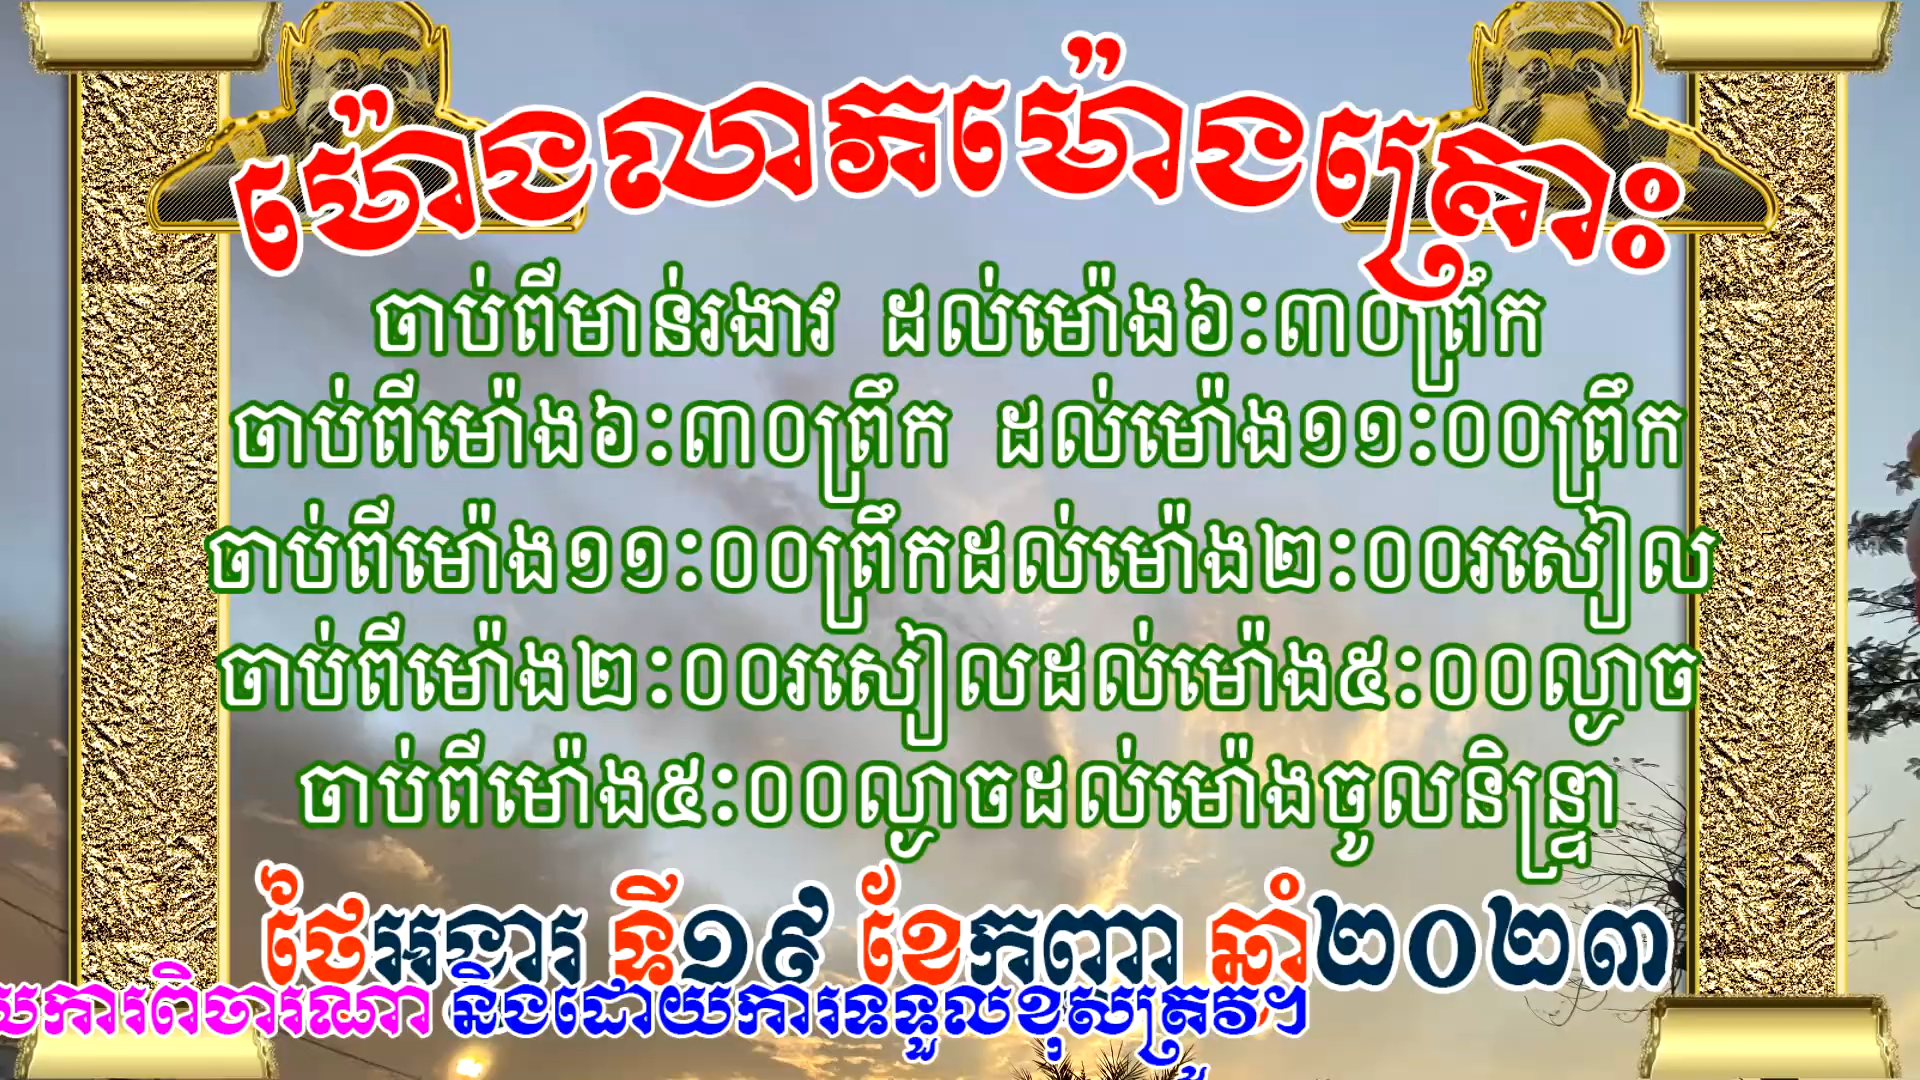 ម៉ោងលាភម៉ោងគ្រោះ
ចាប់ពីមាន់រងាវ ដល់ម៉ោង៦:៣០ព្រឹក
ចាប់ពីម៉ោង៦:៣០ព្រឹក ដល់ម៉ោង១១:០០ព្រឹក
ចាប់ពីម៉ោង១១:០០ព្រឹកដល់ម៉ោង២:០០រសៀល
ចាប់ពីម៉ោង២:០០រសៀលដល់ម៉ោង៥:០០ល្ងាច
ចាប់ពីម៉ោង៥:០០ល្ងាចដល់ម៉ោងចូលនិន្ទ្រា
ថ្ងៃអង្គារ ទី១៩ ខែកញ្ញា ឆ្នាំ២០២៣
យការពិចារណា និងដោយការទទួលខុសត្រូវ។